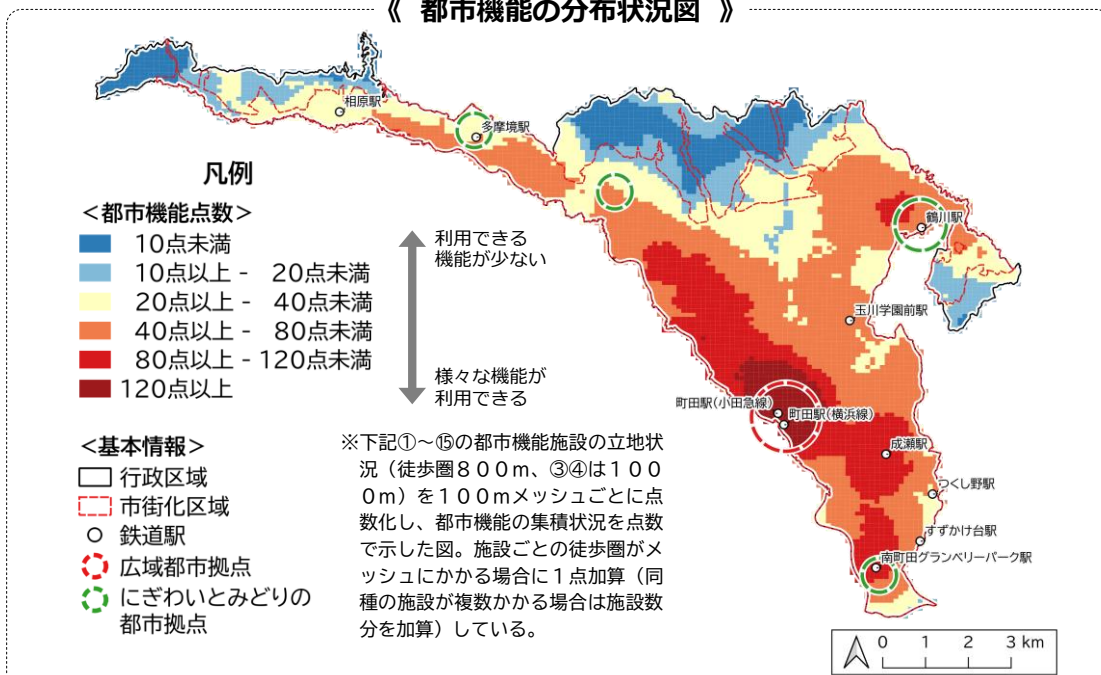 《 都市機能の分布状況図 》
相原駅
多摩境駅
鶴川駅
玉川学園前駅
町田駅(小田急線)
町田駅(横浜線)
成瀬駅
つくし野駅
すずかけ台駅
南町田グランベリーパーク駅
凡例
<都市機能点数>
10点未満
10点以上 - 20点未満
20点以上 - 40点未満
40点以上 - 80点未満
80点以上 - 120点未満
120点以上
利用できる
機能が少ない
様々な機能が
利用できる
<基本情報>
行政区域
市街化区域
鉄道駅
広域都市拠点
にぎわいとみどりの
都市拠点
※下記①~⑮の都市機能施設の立地状
況(徒歩圏800m、③④は100
0m)を100mメッシュごとに点
数化し、都市機能の集積状況を点数
で示した図。施設ごとの徒歩圏がメ
ッシュにかかる場合に1点加算(同
種の施設が複数かかる場合は施設数
分を加算)している。
0 1 2 3 km